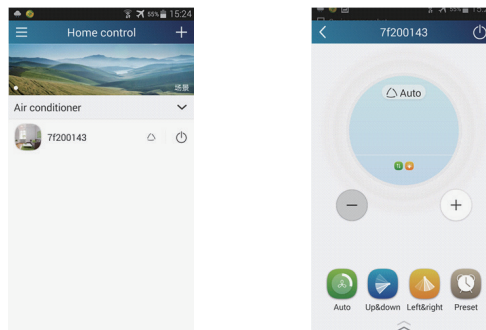 55% 15:24
Home control
场景
Air conditioner
7f200143
7f200143
Auto
Auto Up&down Left&right Preset